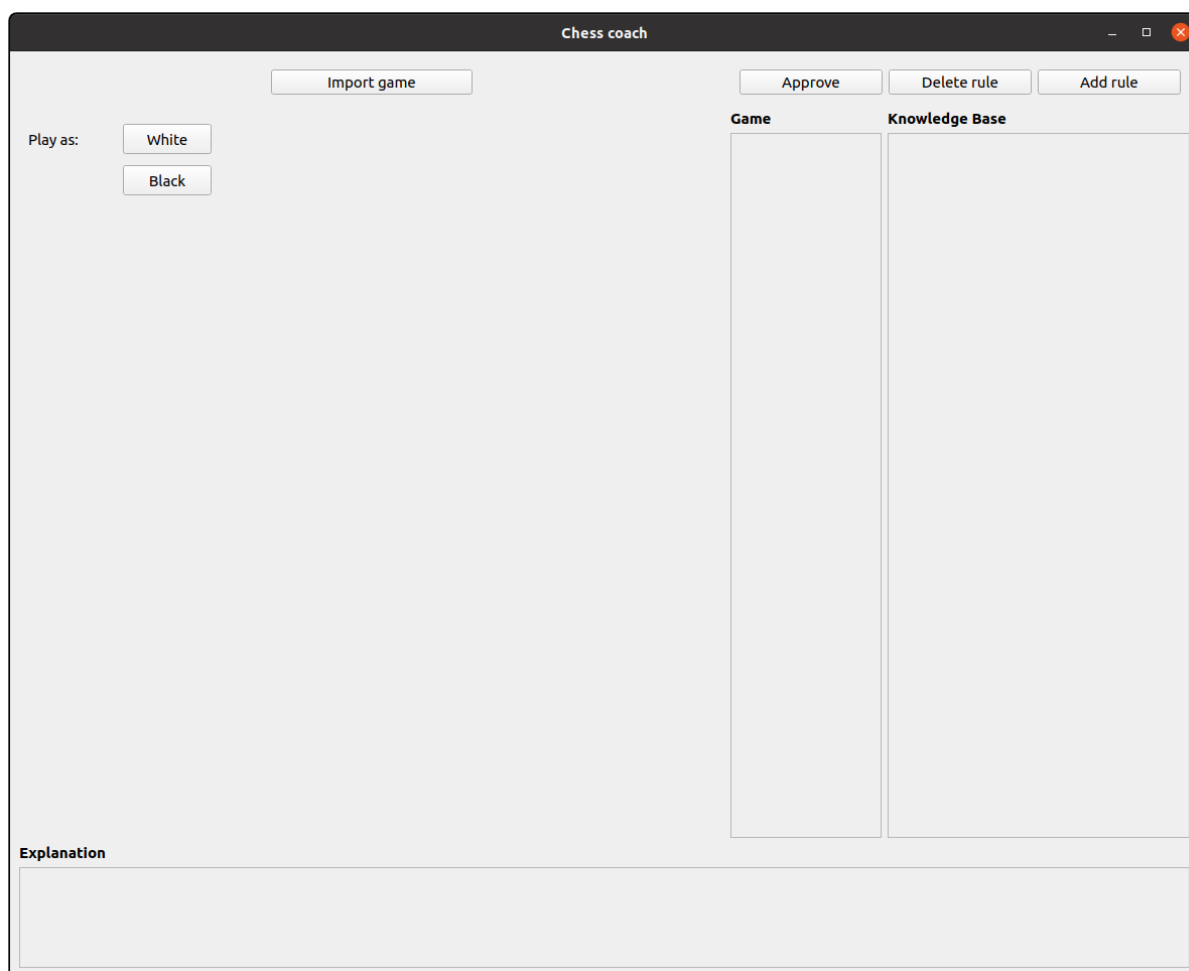 Chess coach
Import game
Approve
Delete rule
Add rule
Game
Knowledge Base
Play as:
White
Black
Explanation